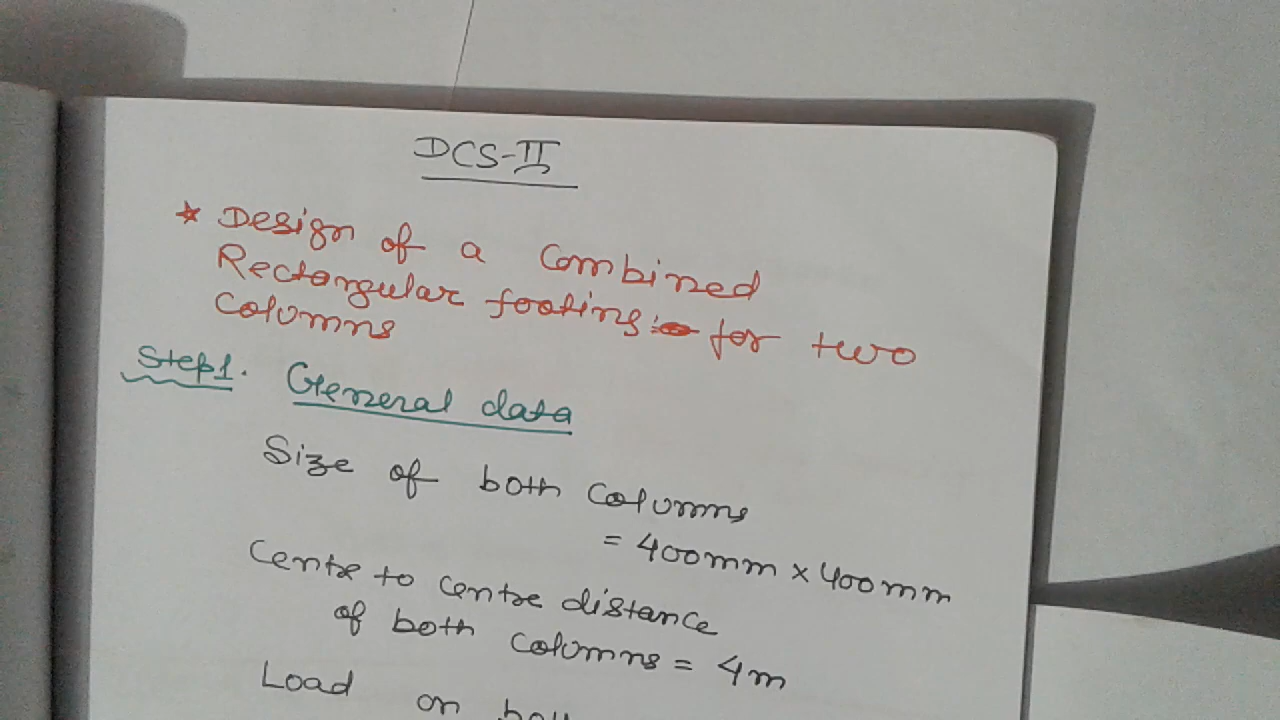 DCS-II
* Design of a Combined
Rectangular footing for two
Columns
Step1. General data
Size of both Columns
= 400mm x 400mm
Centre to centre distance
of both Columns = 4m
Load on